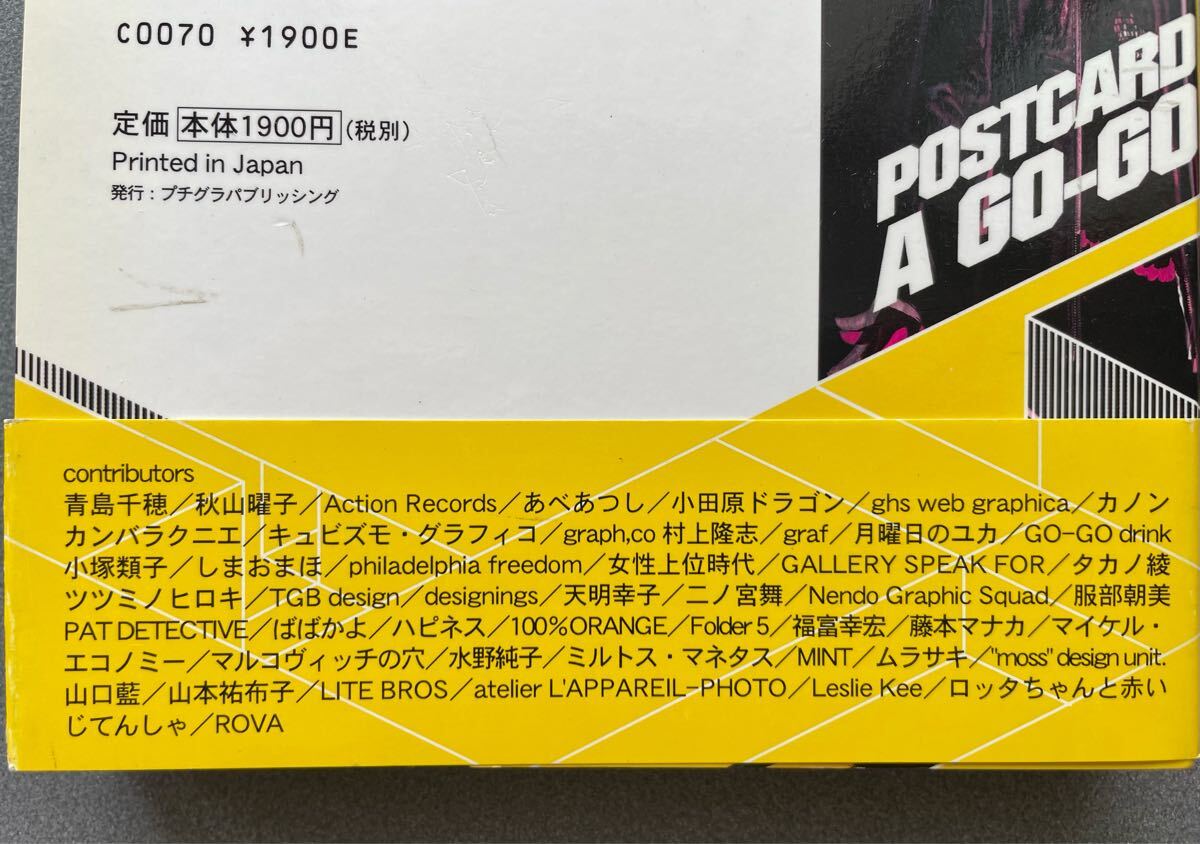 C0070 ¥1900E
定価 本体1900円(税別)
Printed in Japan
発行:プチグラパブリッシング
POSTCARD
A GO-GO
contributors
青島千穂/秋山曜子/Action Records/あべあつし/小田原ドラゴン/ghs web graphica/カノン
カンバラクニエ/キュビズモ・グラフィコ/graph,co 村上隆志/graf/月曜日のユカ/GO-GO drink
小塚類子/しまおまほ/philadelphia freedom/女性上位時代/GALLERY SPEAK FOR/タカノ綾
ツツミノヒロキ/TGB design/designings/天明幸子/二ノ宮舞/Nendo Graphic Squad/服部朝美
PAT DETECTIVE/ばばかよ/ハピネス/100%ORANGE/Folder 5/福富幸宏/藤本マナカ/マイケル・
エコノミー/マルコヴィッチの穴/水野純子/ミルトス・マネタス/MINT/ムラサキ/"moss" design unit.
山口藍/山本祐布子/LITE BROS/atelier L'APPAREIL-PHOTO/Leslie Kee/ロッタちゃんと赤い
じてんしゃ/ROVA